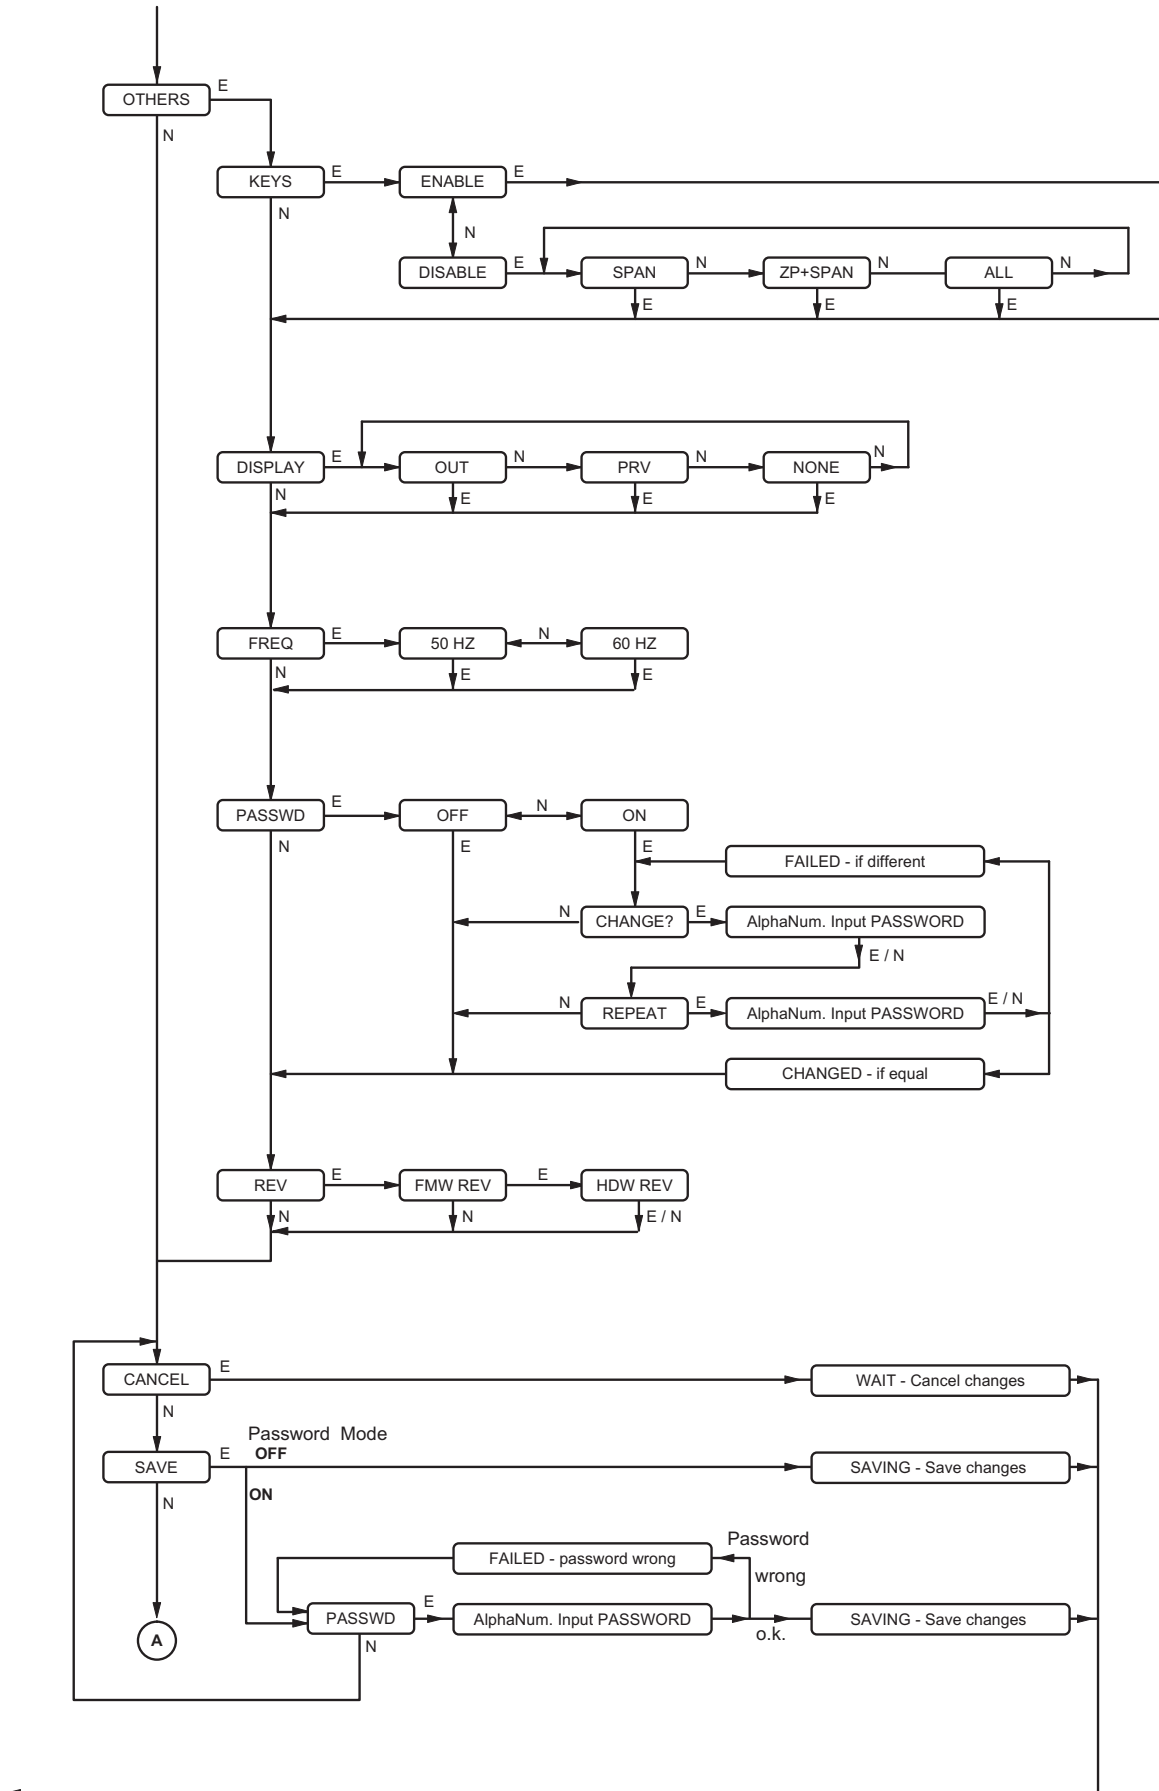 E
OTHERS
N
KEYS E ENABLE E
N
N
DISABLE E SPAN N ZP+SPAN N ALL N
E E E
DISPLAY E OUT N PRV N NONE N
N E E E
FREQ E 50 HZ N 60 HZ
N E E
PASSWD E OFF N ON
N E E
FAILED - if different
N CHANGE? E AlphaNum. Input PASSWORD
E / N
N REPEAT E AlphaNum. Input PASSWORD E / N
CHANGED - if equal
REV E FMW REV E HDW REV
N N E / N
CANCEL E WAIT - Cancel changes
N
Password Mode
SAVE E OFF SAVING - Save changes
N ON
Password
FAILED - password wrong
wrong
PASSWD E AlphaNum. Input PASSWORD SAVING - Save changes
o.k.
A
N